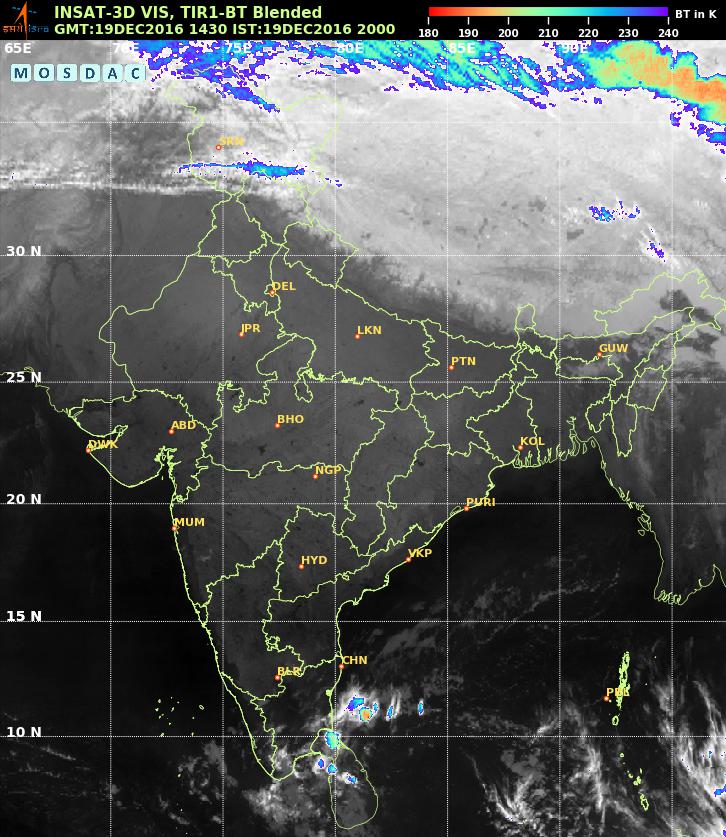 INSAT-3D VIS, TIR1-BT Blended
GMT:19DEC2016 1430 IST:19DEC2016 2000
BT in K
180 190 200 210 220 230 240
65E 70E 75E 80E 85E 90E
MOSDAC
SRN
30 N
DEL
JPR
LKN
GUW
PTN
25 N
ABD
BHO
DWK
KOL
NGP
20 N
PURI
MUM
VKP
HYD
15 N
CHN
BLR
PBL
10 N